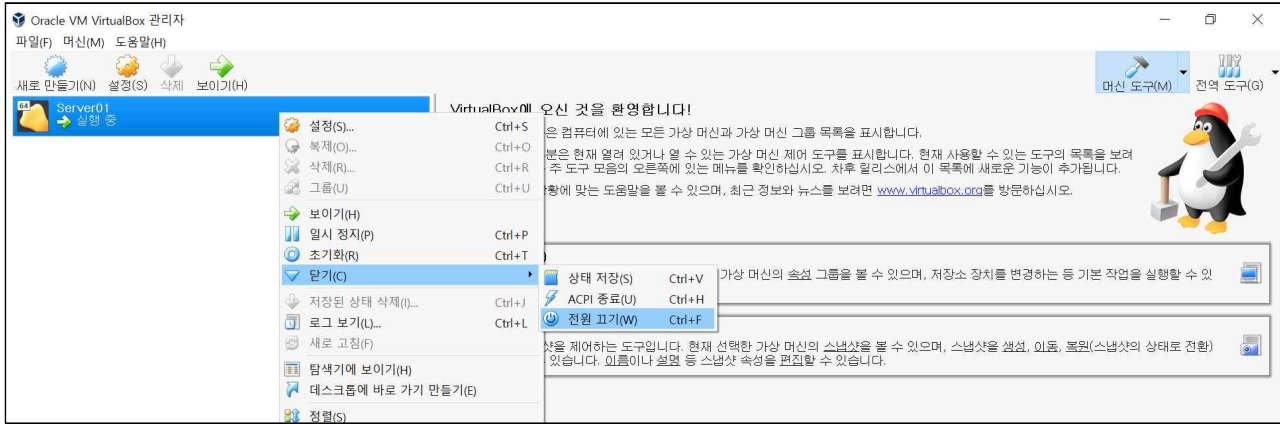 Oracle VM VirtualBox 관리자
파일(F) 머신(M) 도움말(H)
새로 만들기(N) 설정(S) 삭제 보이기(H)
머신 도구(M) 전역 도구(G)
64 Server01
실행 중
VirtualBox에 오신 것을 환영합니다!
은 컴퓨터에 있는 모든 가상 머신과 가상 머신 그룹 목록을 표시합니다.
분은 현재 열려 있거나 열 수 있는 가상 머신 제어 도구를 표시합니다. 현재 사용할 수 있는 도구의 목록을 보려
주 도구 모음의 오른쪽에 있는 메뉴를 확인하십시오. 차후 릴리스에서 이 목록에 새로운 기능이 추가됩니다.
황에 맞는 도움말을 볼 수 있으며, 최근 정보와 뉴스를 보려면 www.virtualbox.org를 방문하십시오.
설정(S)... Ctrl+S
복제(O)... Ctrl+O
삭제(R)... Ctrl+R
그룹(U) Ctrl+U
보이기(H)
일시 정지(P) Ctrl+P
초기화(R) Ctrl+T
닫기(C)
저장된 상태 삭제(I)... Ctrl+J
로그 보기(L)... Ctrl+L
새로 고침(F)
탐색기에 보이기(H)
데스크톱에 바로 가기 만들기(E)
정렬(S)
상태 저장(S) Ctrl+V
ACPI 종료(U) Ctrl+H
전원 끄기(W) Ctrl+F
가상 머신의 속성 그룹을 볼 수 있으며, 저장소 장치를 변경하는 등 기본 작업을 실행할 수 있
샷을 제어하는 도구입니다. 현재 선택한 가상 머신의 스냅샷을 볼 수 있으며, 스냅샷을 생성, 이동, 복원(스냅샷의 상태로 전환)
있습니다. 이름이나 설명 등 스냅샷 속성을 편집할 수 있습니다.